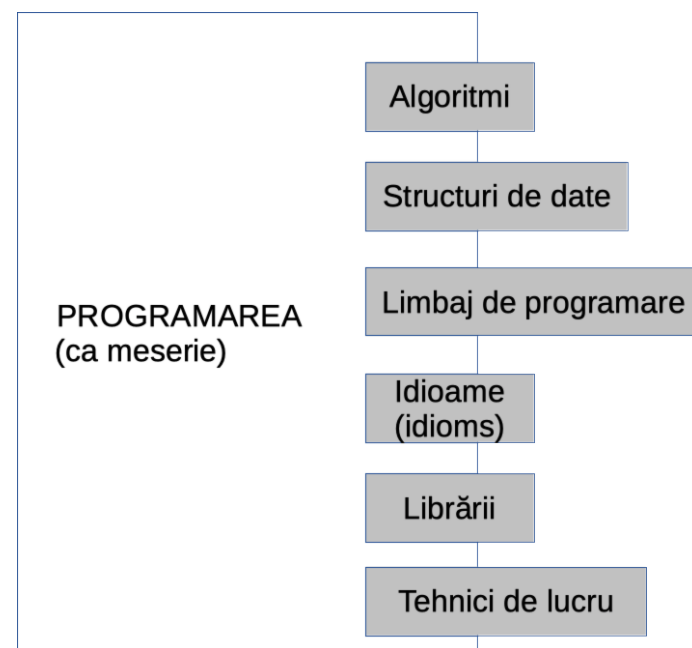 Algoritmi
Structuri de date
PROGRAMAREA
(ca meserie)
Limbaj de programare
Idioame
(idioms)
Librării
Tehnici de lucru